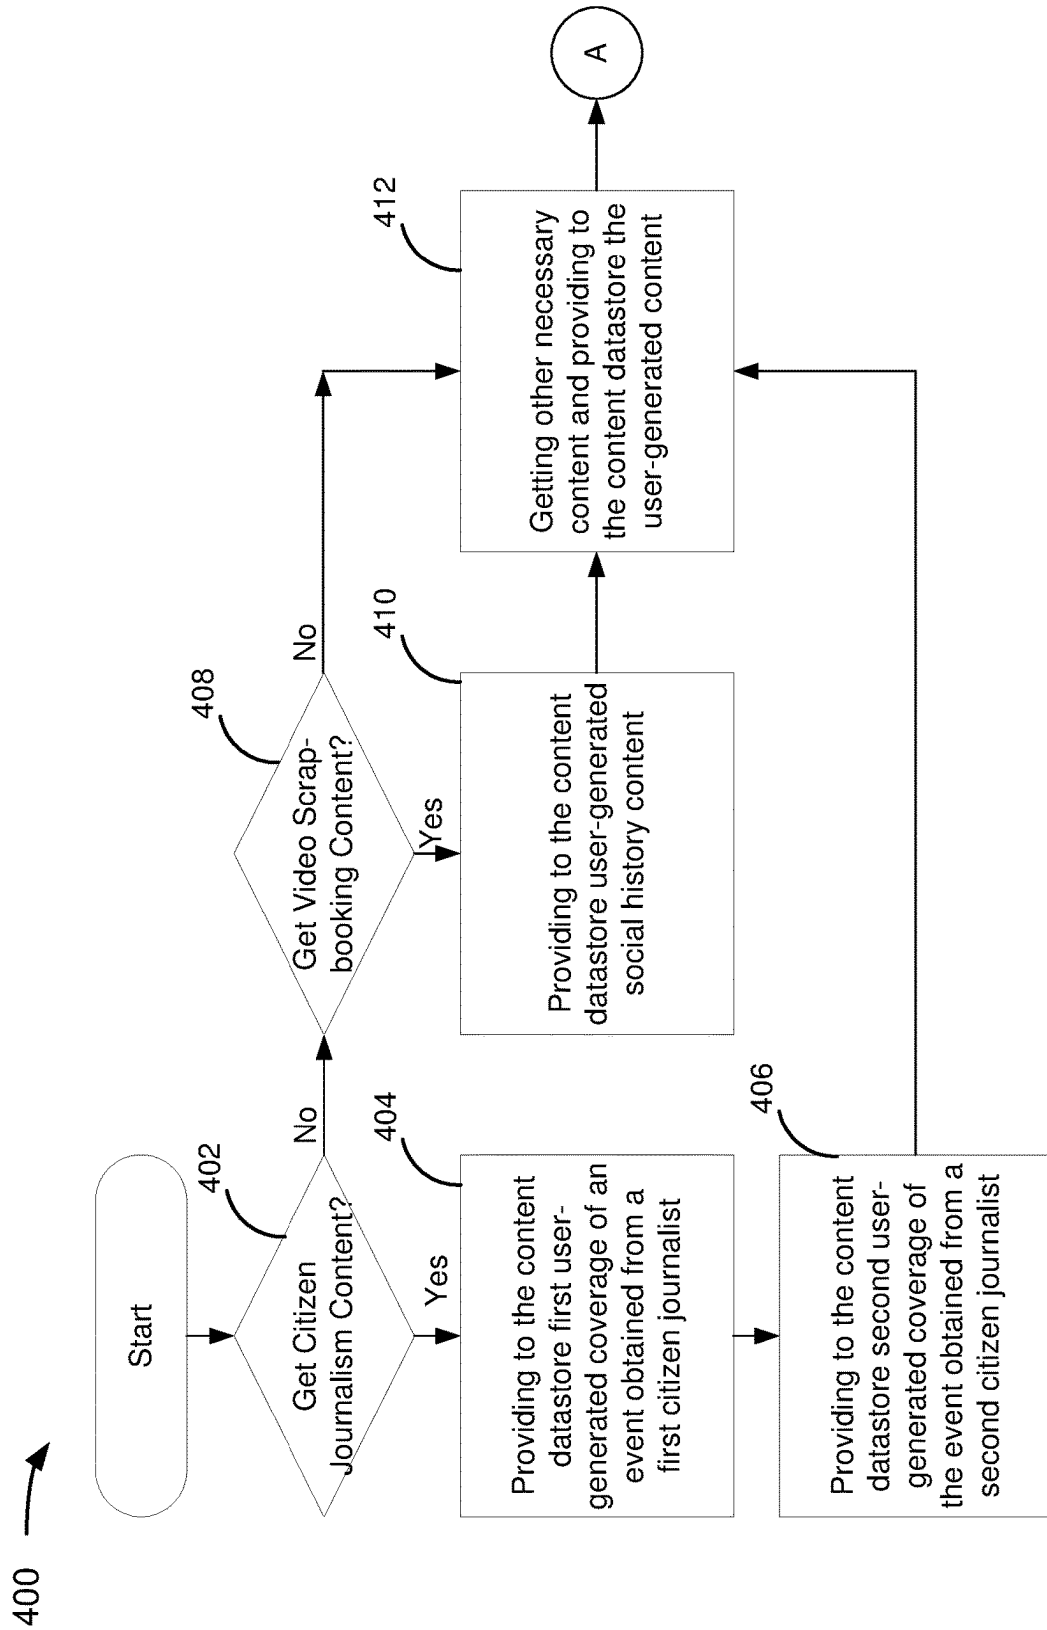 400
Start
402
Get Citizen
Journalism Content?
No
Yes
404
Providing to the content
datastore first user-
generated coverage of an
event obtained from a
first citizen journalist
406
Providing to the content
datastore second user-
generated coverage of
the event obtained from a
second citizen journalist
408
Get Video Scrap-
booking Content?
No
Yes
410
Providing to the content
datastore user-generated
social history content
412
Getting other necessary
content and providing to
the content datastore the
user-generated content
A